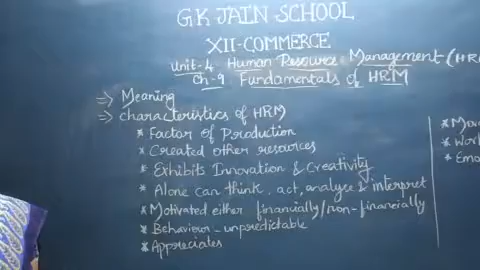 G.K JAIN SCHOOL
XII-COMMERCE
Unit-4 Human Resource Management (HR
Ch-9 Fundamentals of HRM
=> Meaning
=> Characteristics of HRM
* Factor of Production
* Created other resources
* Exhibits Innovation & Creativity
* Alone can think, act, analyse & interpret
* Motivated either financially/non-financially
* Behaviour - unpredictable
* Appreciates